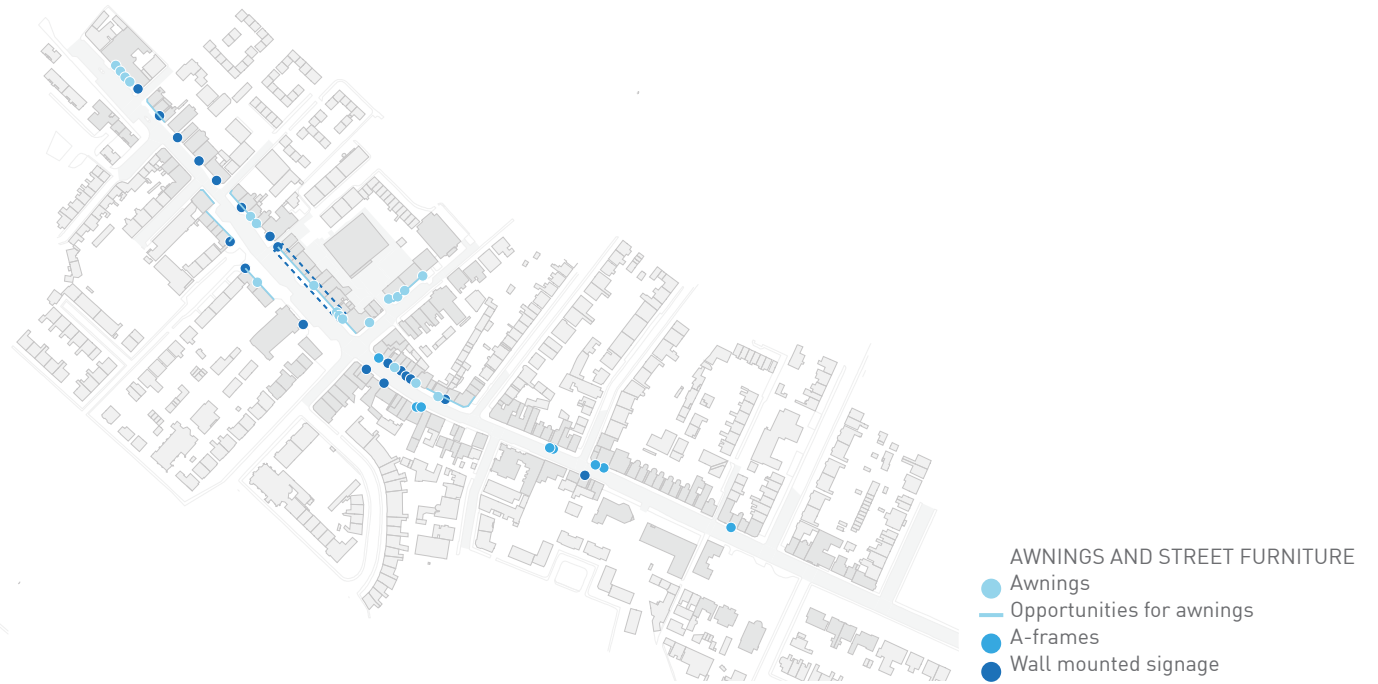 AWNINGS AND STREET FURNITURE
Awnings
Opportunities for awnings
A-frames
Wall mounted signage